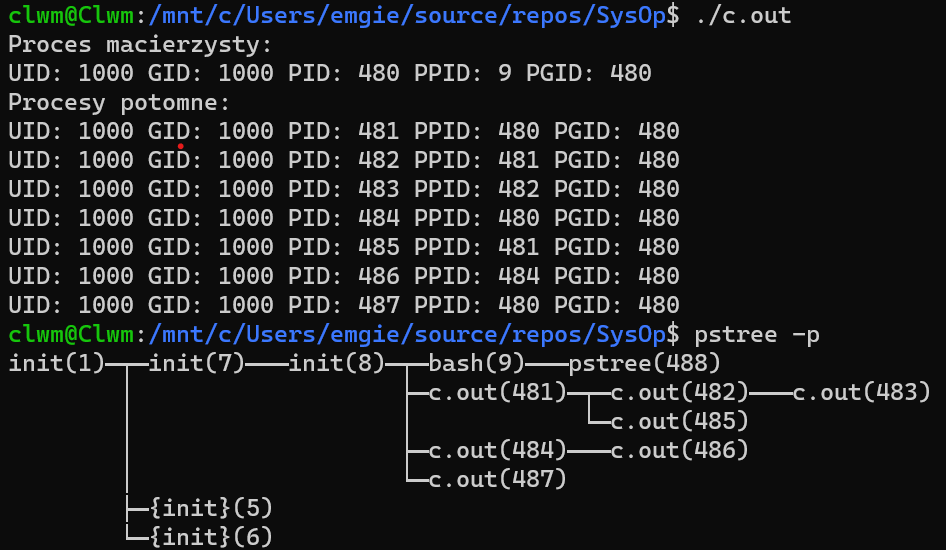 clwm@Clwm:/mnt/c/Users/emgie/source/repos/SysOp$ ./c.out
Proces macierzysty:
UID: 1000 GID: 1000 PID: 480 PPID: 9 PGID: 480
Procesy potomne:
UID: 1000 GID: 1000 PID: 481 PPID: 480 PGID: 480
UID: 1000 GID: 1000 PID: 482 PPID: 481 PGID: 480
UID: 1000 GID: 1000 PID: 483 PPID: 482 PGID: 480
UID: 1000 GID: 1000 PID: 484 PPID: 480 PGID: 480
UID: 1000 GID: 1000 PID: 485 PPID: 481 PGID: 480
UID: 1000 GID: 1000 PID: 486 PPID: 484 PGID: 480
UID: 1000 GID: 1000 PID: 487 PPID: 480 PGID: 480
clwm@Clwm:/mnt/c/Users/emgie/source/repos/SysOp$ pstree -p
init(1)─┬─init(7)───init(8)─┬─bash(9)───pstree(488)
        │                   ├─c.out(481)─┬─c.out(482)───c.out(483)
        │                   │            └─c.out(485)
        │                   ├─c.out(484)───c.out(486)
        │                   └─c.out(487)
        ├─{init}(5)
        └─{init}(6)